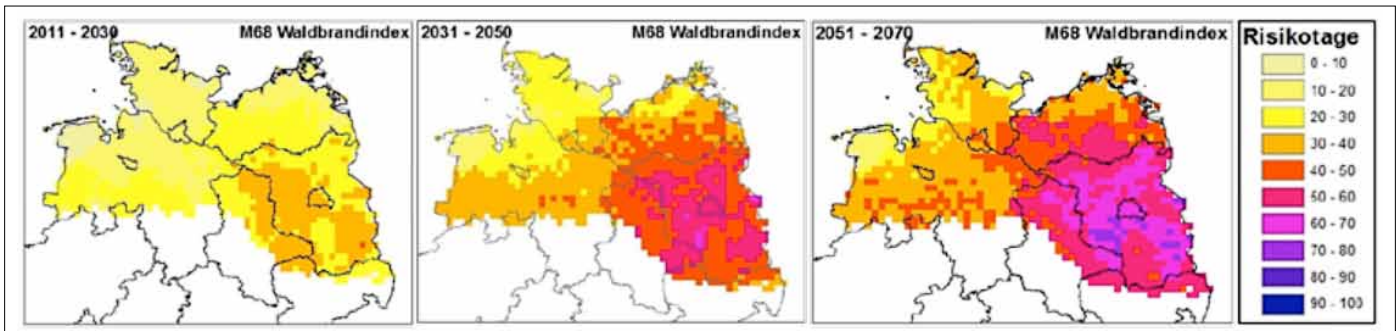 2011 - 2030 M68 Waldbrandindex
2031 - 2050 M68 Waldbrandindex
2051 - 2070 M68 Waldbrandindex
Risikotage
0 - 10
10 - 20
20 - 30
30 - 40
40 - 50
50 - 60
60 - 70
70 - 80
80 - 90
90 - 100